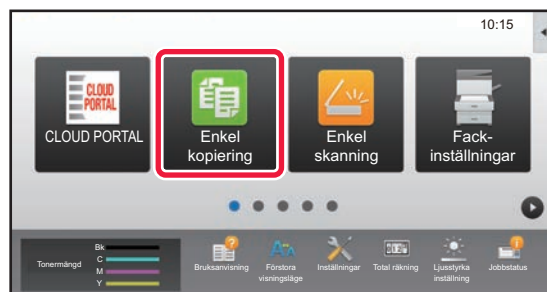 10:15
CLOUD
PORTAL
CLOUD PORTAL
Enkel
kopiering
Enkel
skanning
Fack-
inställningar
Tonermängd
Bk
C
M
Y
Bruksanvisning
Förstora
visningsläge
Inställningar
Total räkning
Ljusstyrka
inställning
Jobbstatus